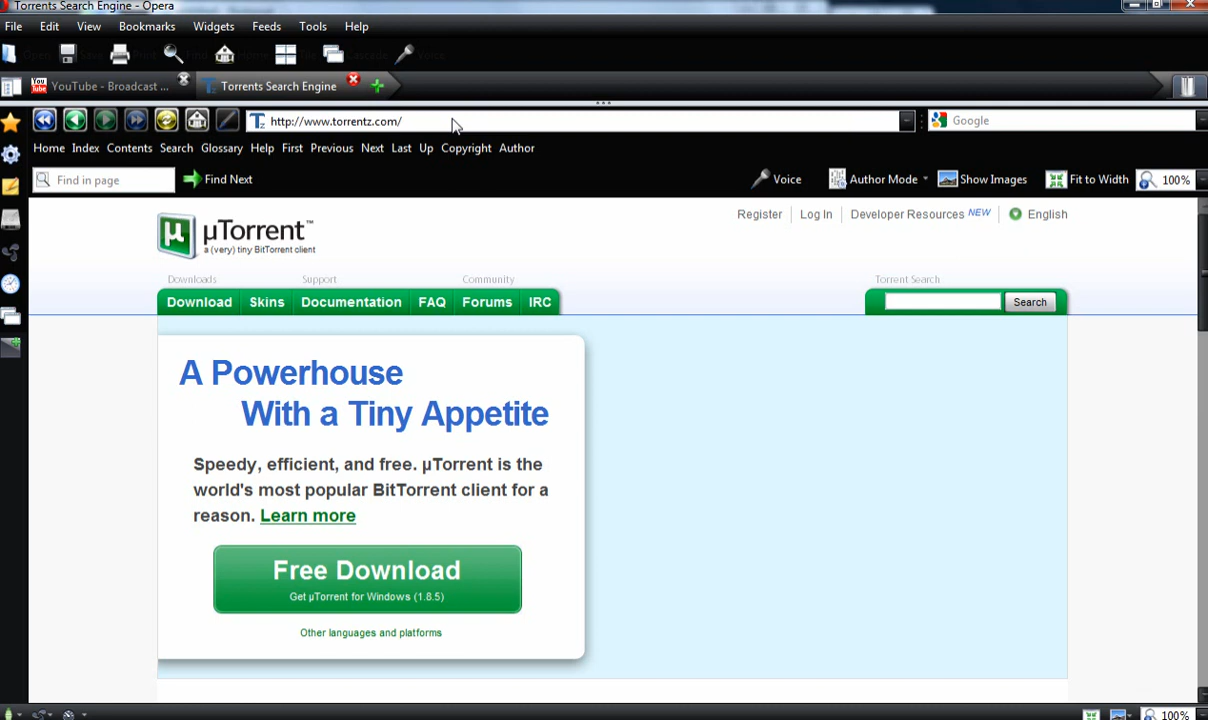 Torrents Search Engine - Opera
File Edit View Bookmarks Widgets Feeds Tools Help
Voice
You Tube YouTube - Broadcast ... Torrents Search Engine
http://www.torrentz.com/ Google
Home Index Contents Search Glossary Help First Previous Next Last Up Copyright Author
Find in page Find Next Voice Author Mode Show Images Fit to Width 100%
Register Log In Developer Resources NEW English
µ µTorrent™
a (very) tiny BitTorrent client
Downloads Support Community Torrent Search
Download Skins Documentation FAQ Forums IRC Search
A Powerhouse
With a Tiny Appetite
Speedy, efficient, and free. µTorrent is the
world's most popular BitTorrent client for a
reason. Learn more
Free Download
Get µTorrent for Windows (1.8.5)
Other languages and platforms
100%